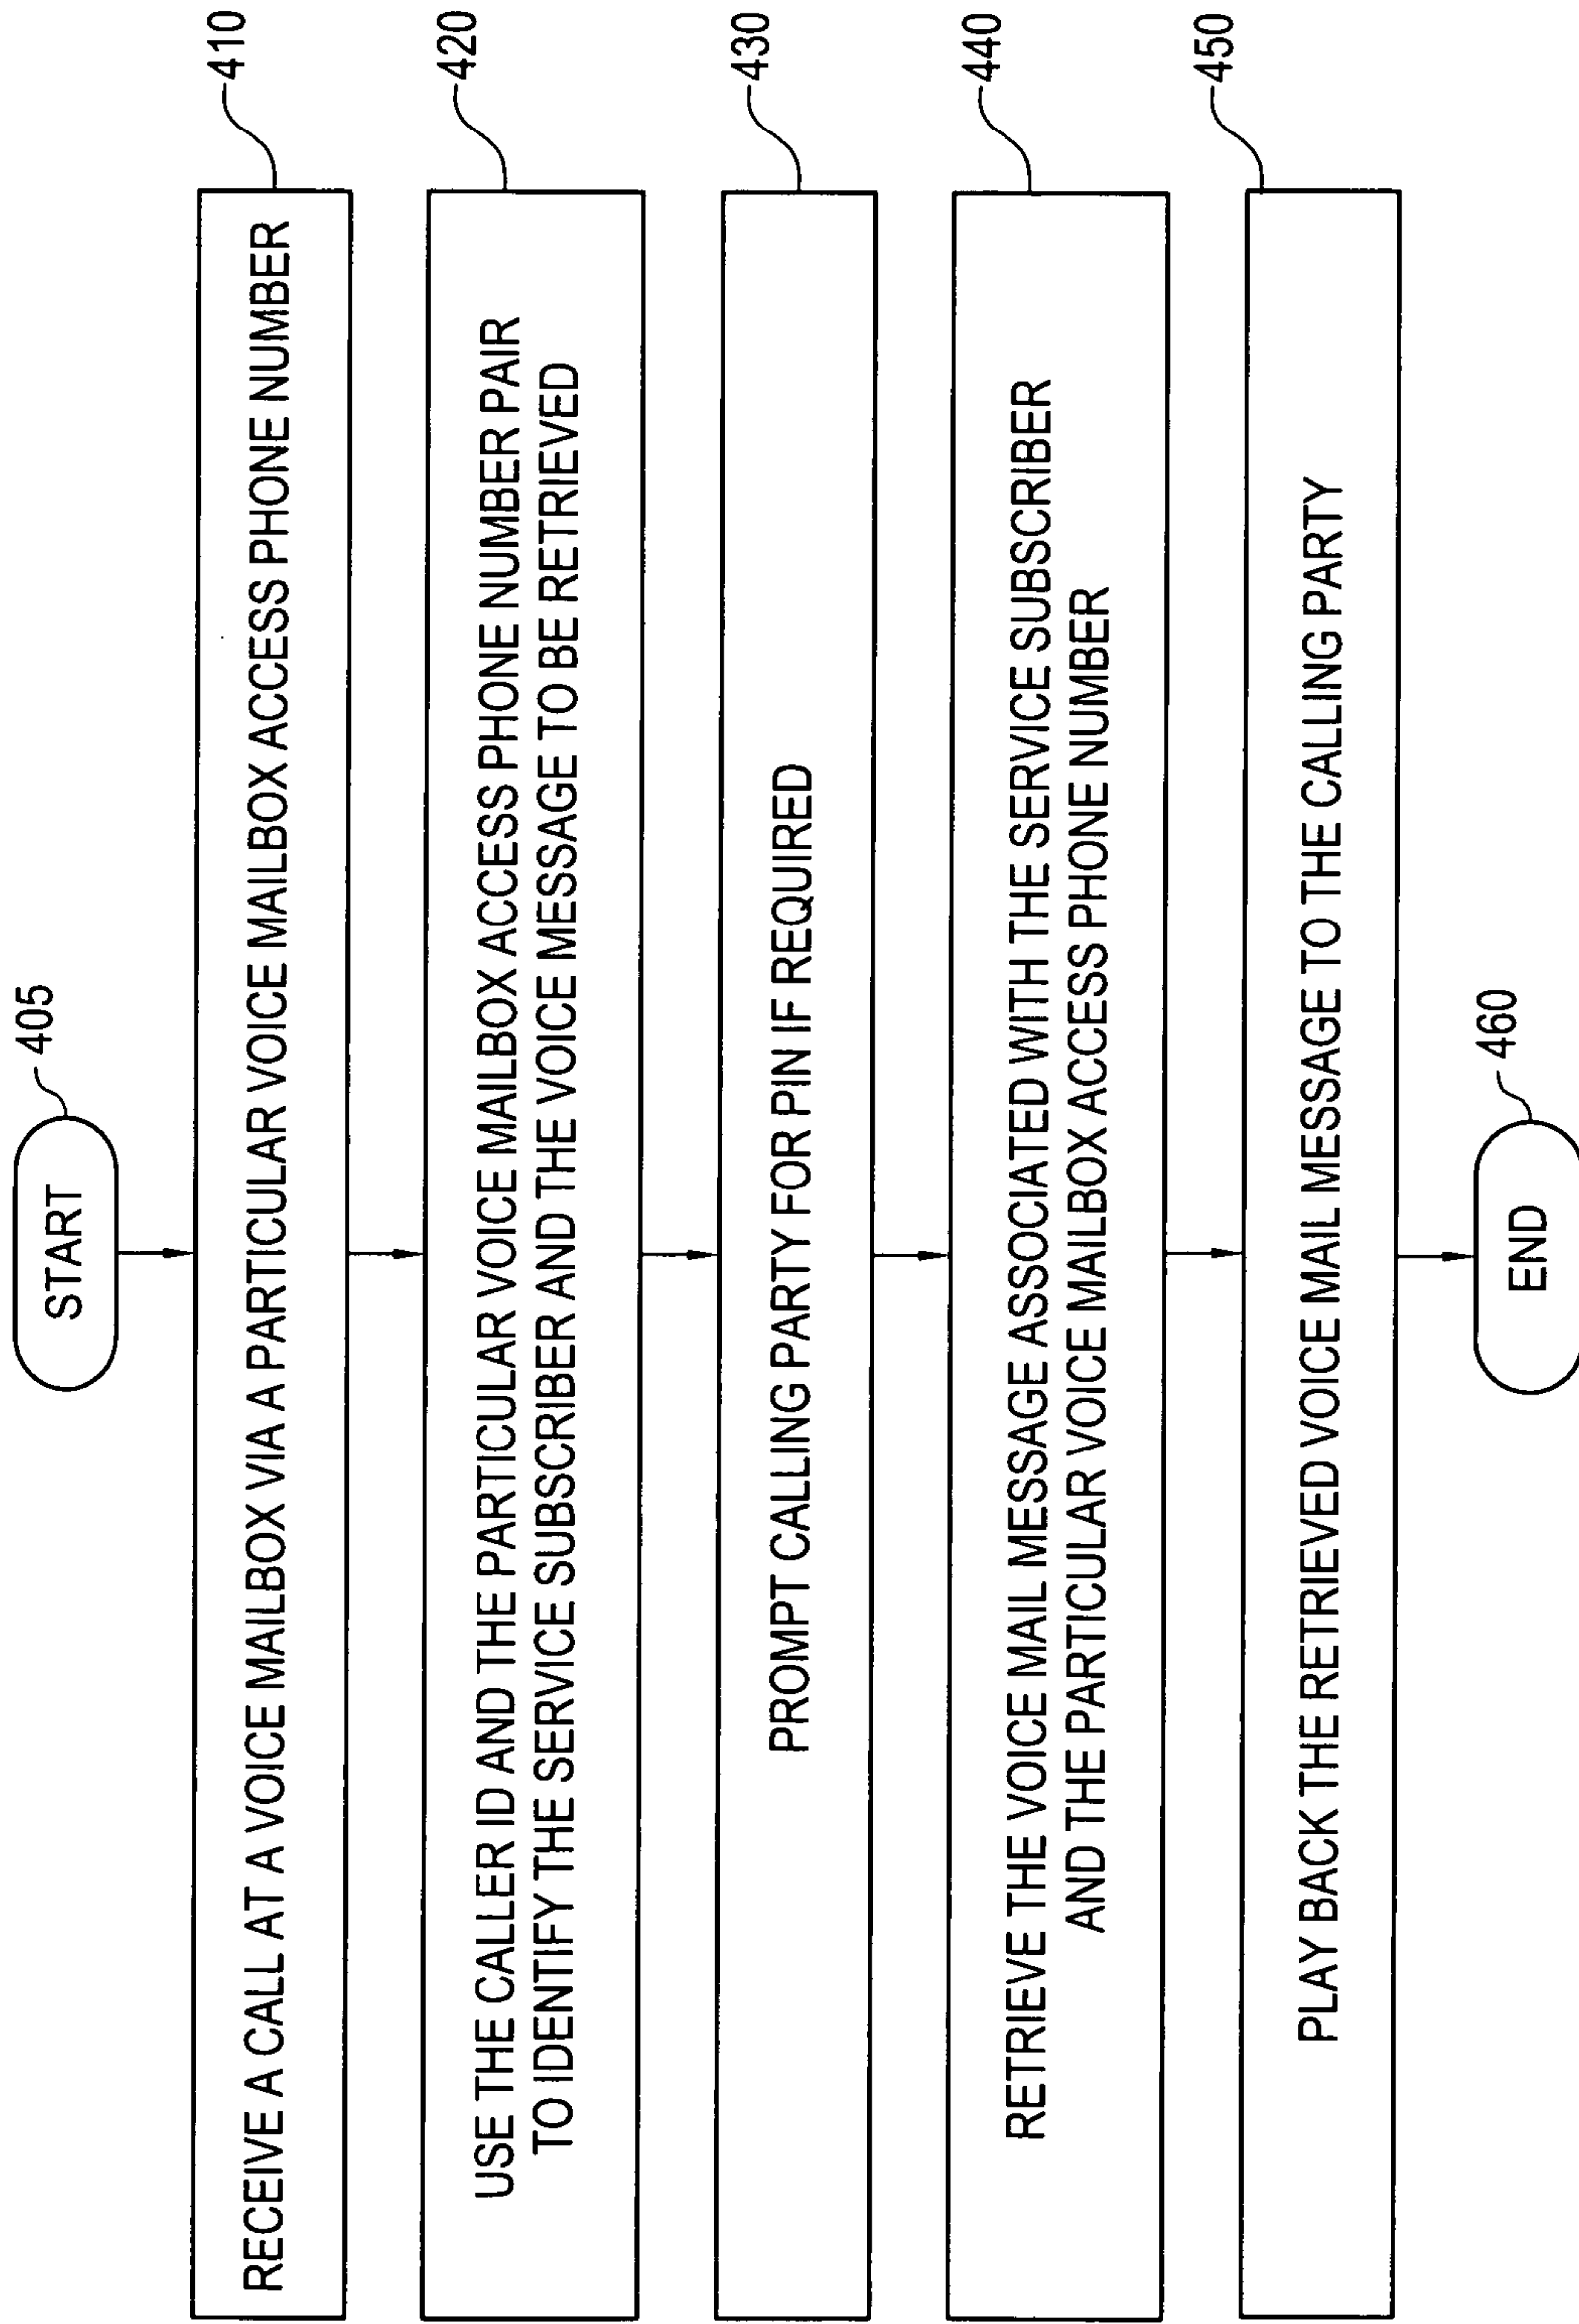 START
405
RECEIVE A CALL AT A VOICE MAILBOX VIA A PARTICULAR VOICE MAILBOX ACCESS PHONE NUMBER
410
USE THE CALLER ID AND THE PARTICULAR VOICE MAILBOX ACCESS PHONE NUMBER PAIR
TO IDENTIFY THE SERVICE SUBSCRIBER AND THE VOICE MESSAGE TO BE RETRIEVED
420
PROMPT CALLING PARTY FOR PIN IF REQUIRED
430
RETRIEVE THE VOICE MAIL MESSAGE ASSOCIATED WITH THE SERVICE SUBSCRIBER
AND THE PARTICULAR VOICE MAILBOX ACCESS PHONE NUMBER
440
PLAY BACK THE RETRIEVED VOICE MAIL MESSAGE TO THE CALLING PARTY
450
END
460